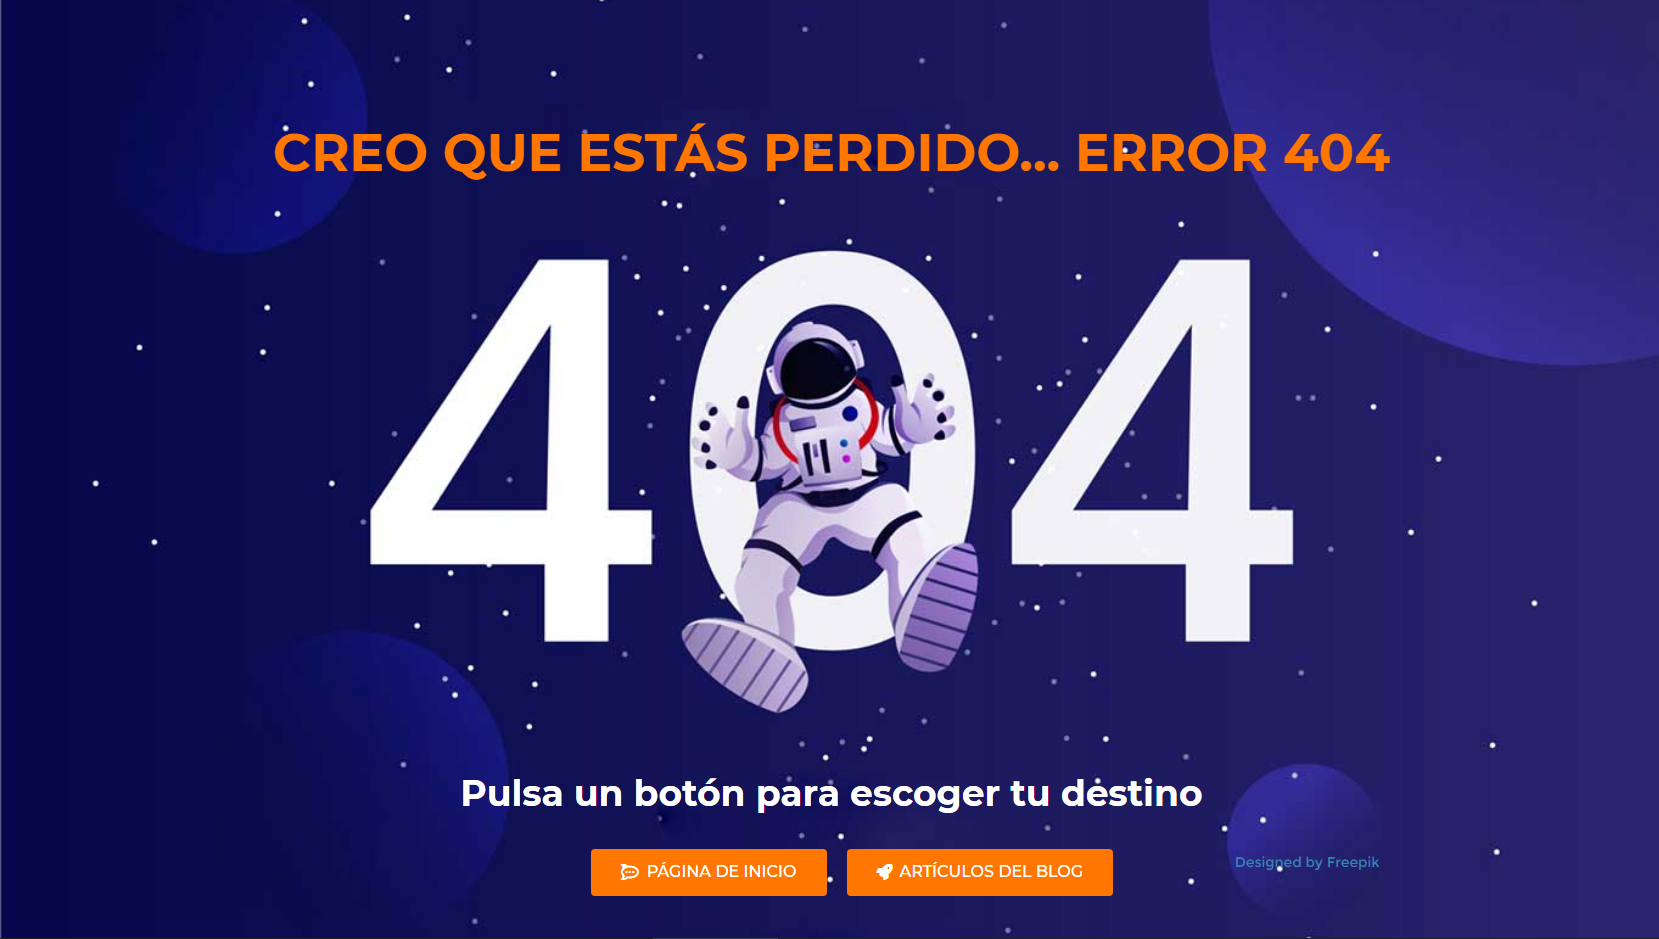 CREO QUE ESTÁS PERDIDO... ERROR 404
404
Pulsa un botón para escoger tu destino
PÁGINA DE INICIO
ARTÍCULOS DEL BLOG
Designed by Freepik